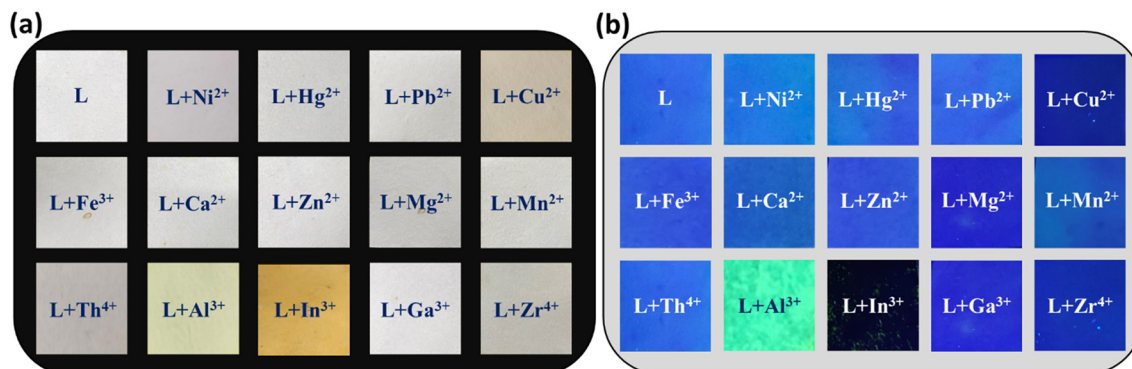 (a)
L
L+Ni²⁺
L+Hg²⁺
L+Pb²⁺
L+Cu²⁺
L+Fe³⁺
L+Ca²⁺
L+Zn²⁺
L+Mg²⁺
L+Mn²⁺
L+Th⁴⁺
L+Al³⁺
L+In³⁺
L+Ga³⁺
L+Zr⁴⁺
(b)
L
L+Ni²⁺
L+Hg²⁺
L+Pb²⁺
L+Cu²⁺
L+Fe³⁺
L+Ca²⁺
L+Zn²⁺
L+Mg²⁺
L+Mn²⁺
L+Th⁴⁺
L+Al³⁺
L+In³⁺
L+Ga³⁺
L+Zr⁴⁺